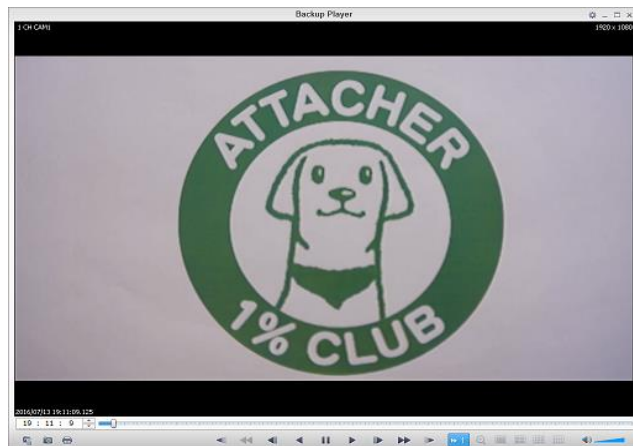 Backup Player
1 CH CAM1
1920 x 1080
ATTACHER
1% CLUB
2016/07/13 19:11:09.125
19 : 11 : 9